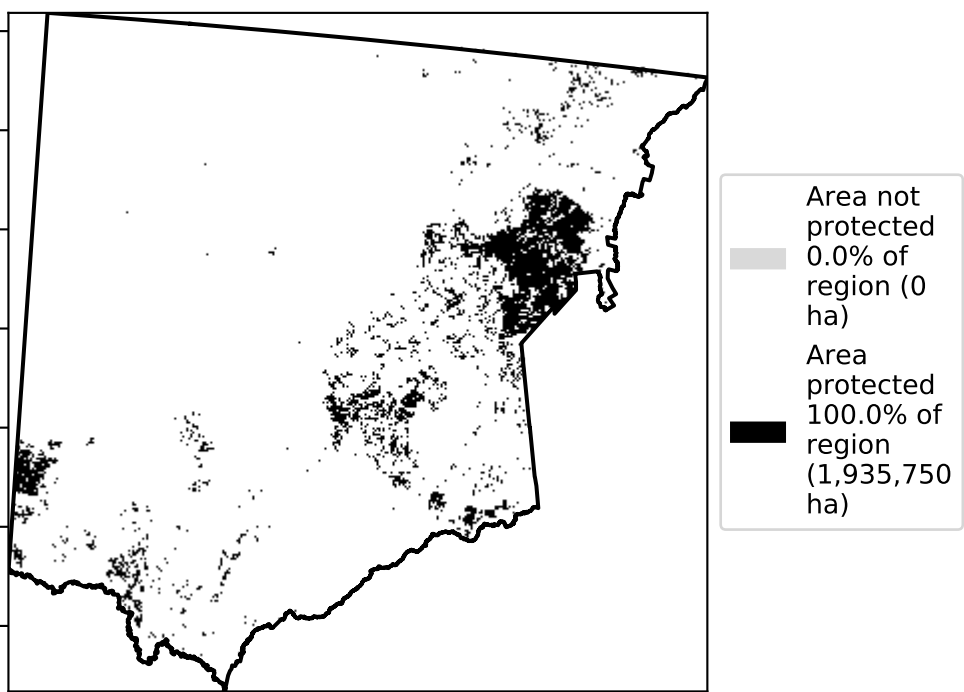 Area not
protected
0.0% of
region (0
ha)
Area
protected
100.0% of
region
(1,935,750
ha)